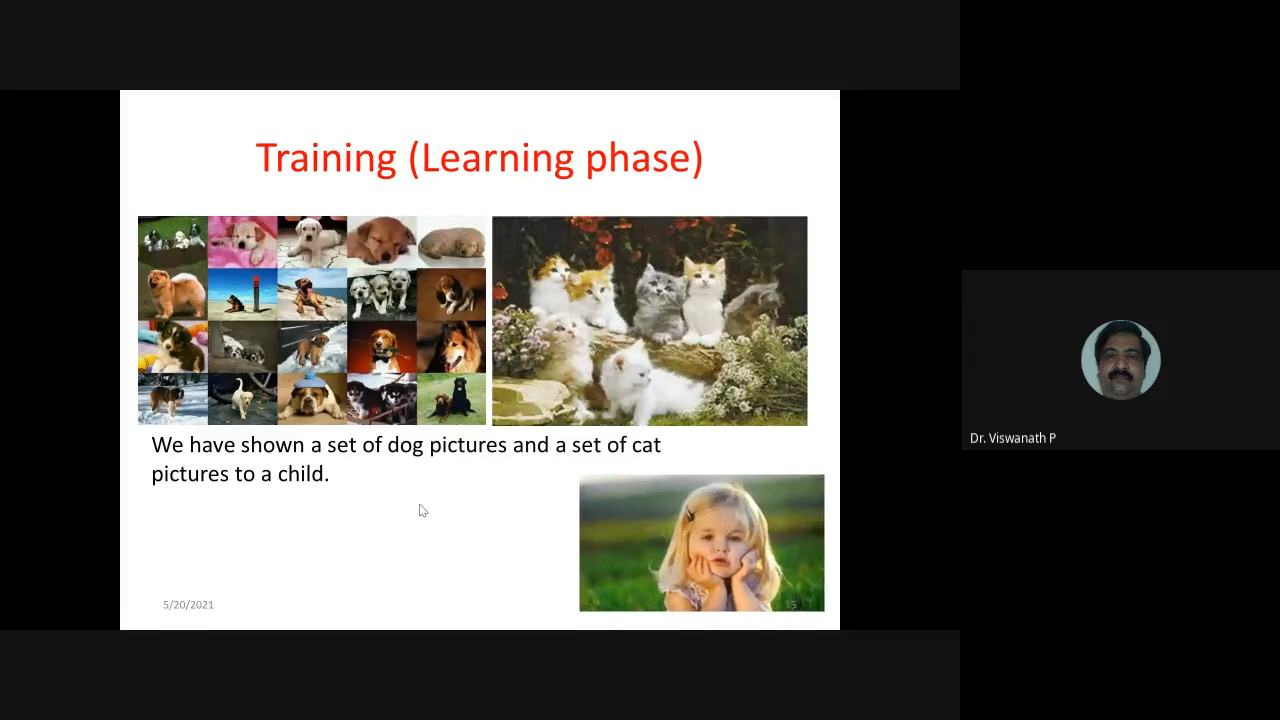 Training (Learning phase)
We have shown a set of dog pictures and a set of cat
pictures to a child.
5/20/2021
15
Dr. Viswanath P